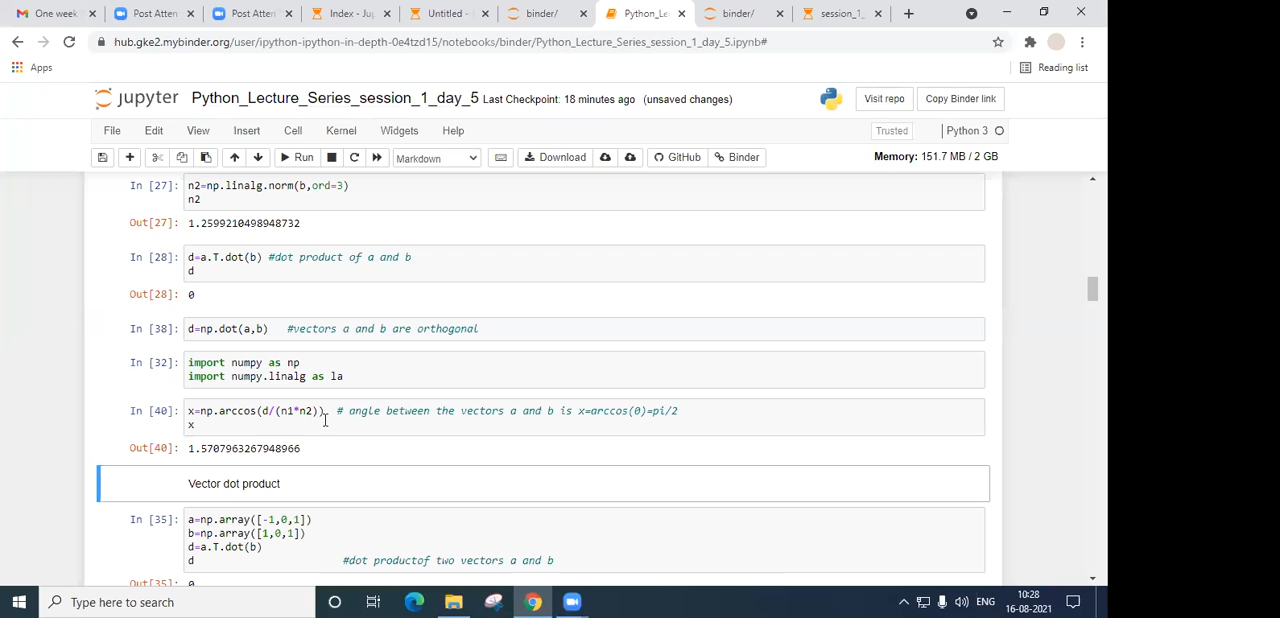 One week
Post Atten
Post Atten
Index - Ju
Untitled -
binder/
Python_Le
binder/
session_1_
hub.gke2.mybinder.org/user/ipython-ipython-in-depth-0e4tzd15/notebooks/binder/Python_Lecture_Series_session_1_day_5.ipynb#
Apps
Reading list
jupyter Python_Lecture_Series_session_1_day_5 Last Checkpoint: 18 minutes ago (unsaved changes)
Visit repo
Copy Binder link
File Edit View Insert Cell Kernel Widgets Help
Trusted
Python 3
Run
Markdown
Download
GitHub
Binder
Memory: 151.7 MB / 2 GB
In [27]: n2=np.linalg.norm(b,ord=3)
n2
Out[27]: 1.2599210498948732
In [28]: d=a.T.dot(b) #dot product of a and b
d
Out[28]: 0
In [38]: d=np.dot(a,b) #vectors a and b are orthogonal
In [32]: import numpy as np
import numpy.linalg as la
In [40]: x=np.arccos(d/(n1*n2)) # angle between the vectors a and b is x=arccos(0)=pi/2
x
Out[40]: 1.5707963267948966
Vector dot product
In [35]: a=np.array([-1,0,1])
b=np.array([1,0,1])
d=a.T.dot(b)
d #dot productof two vectors a and b
Out[35]: 0
Type here to search
ENG
10:28
16-08-2021